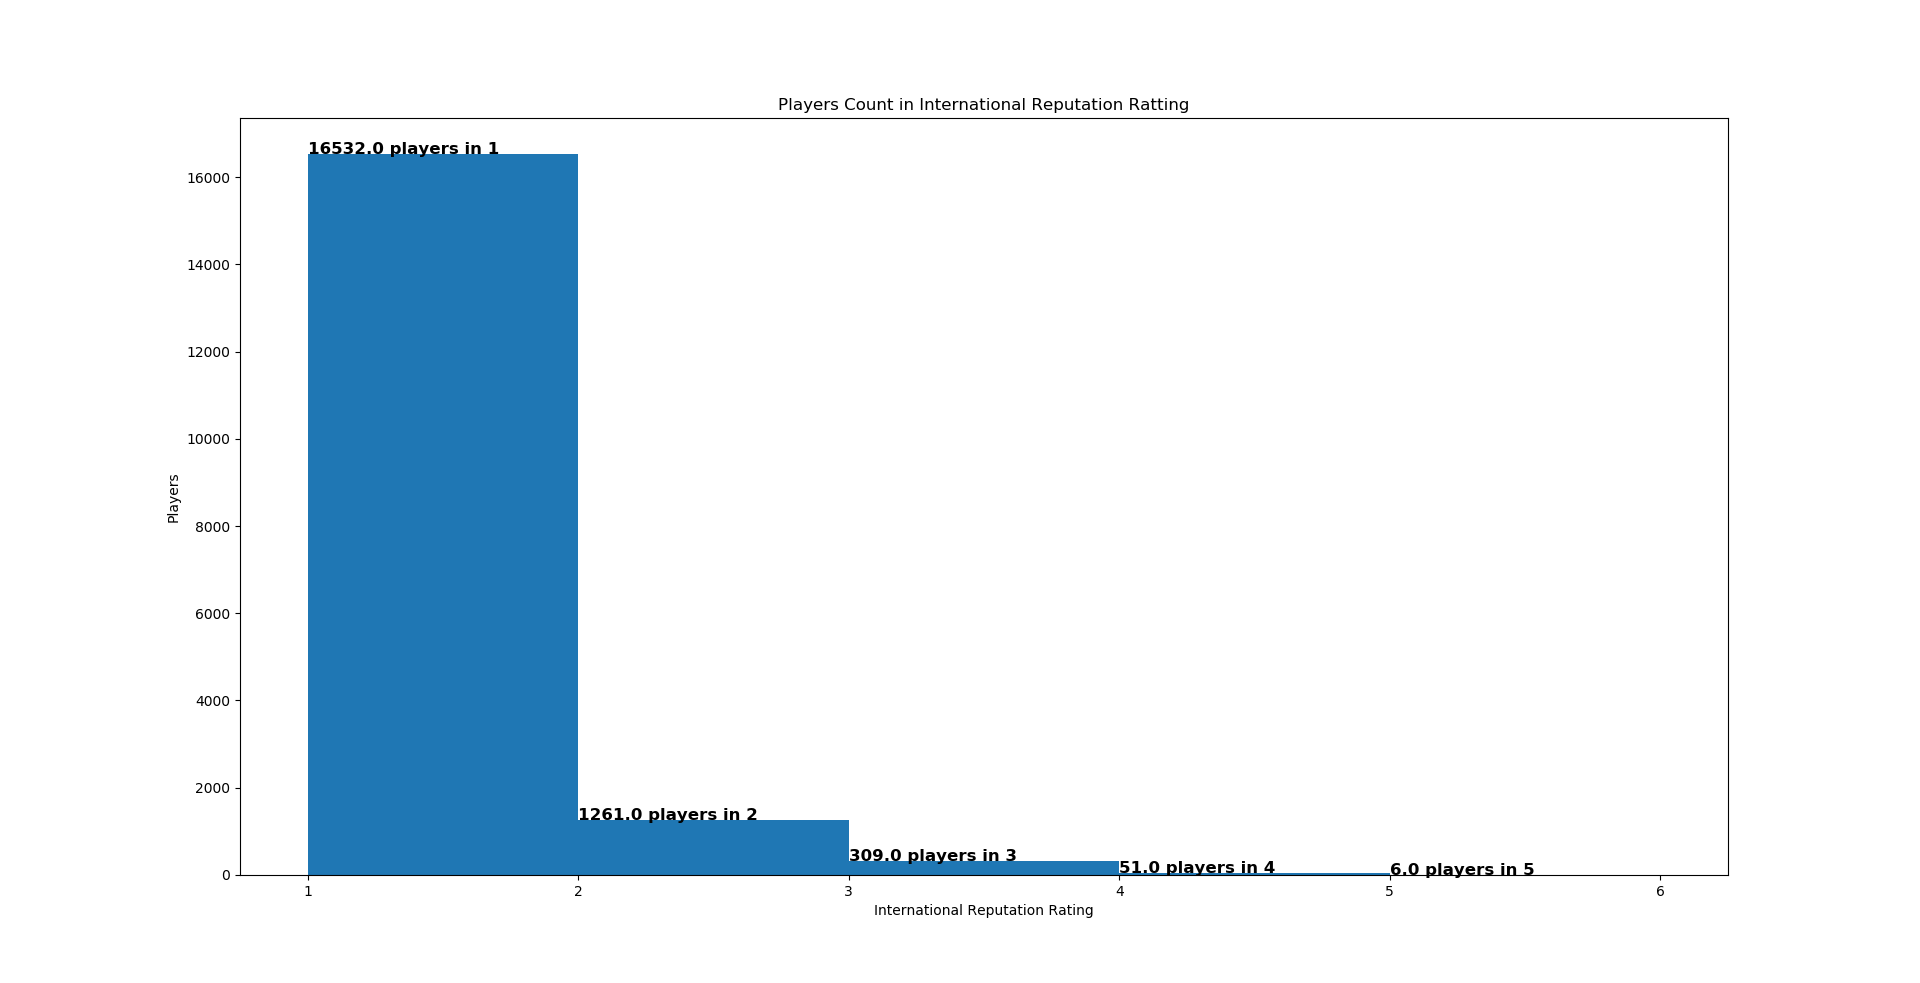 Players Count in International Reputation Ratting
16532.0 players in 1
16000
14000
12000
10000
8000
6000
4000
2000
0
Players
1261.0 players in 2
309.0 players in 3
51.0 players in 4
6.0 players in 5
1 2 3 4 5 6
International Reputation Rating